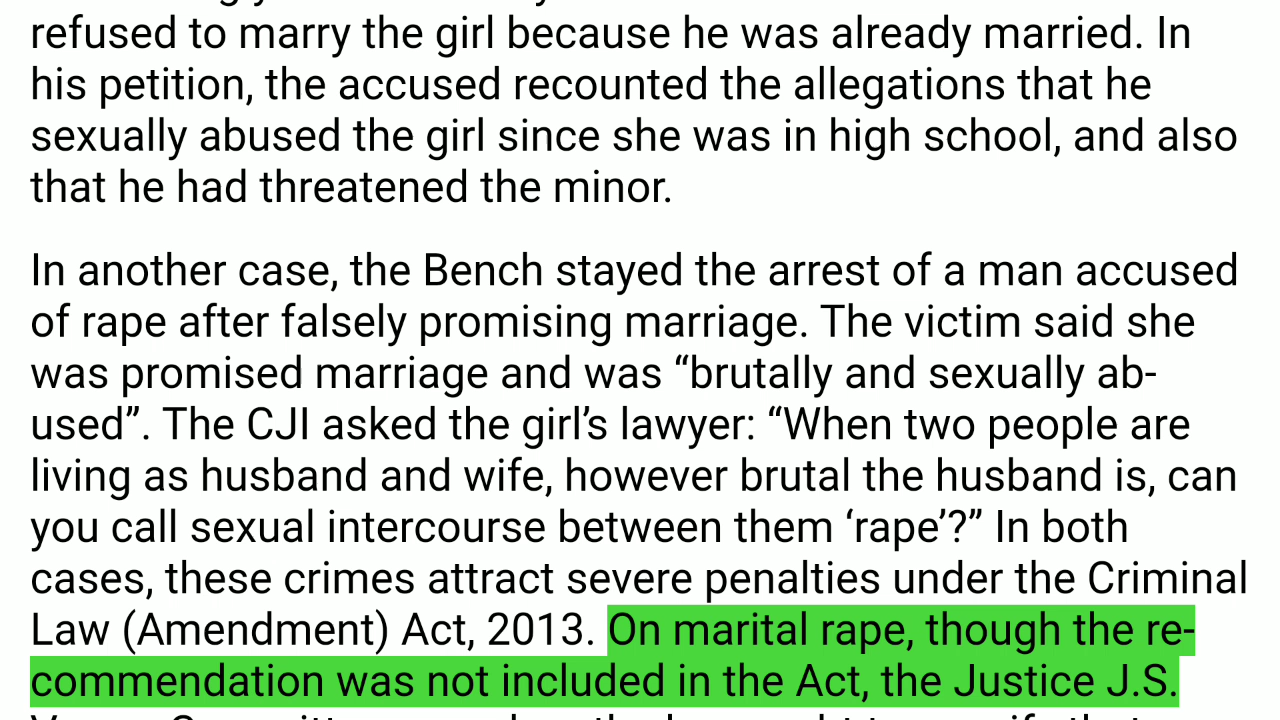 refused to marry the girl because he was already married. In
his petition, the accused recounted the allegations that he
sexually abused the girl since she was in high school, and also
that he had threatened the minor.
In another case, the Bench stayed the arrest of a man accused
of rape after falsely promising marriage. The victim said she
was promised marriage and was “brutally and sexually ab-
used”. The CJI asked the girl’s lawyer: “When two people are
living as husband and wife, however brutal the husband is, can
you call sexual intercourse between them ‘rape’?” In both
cases, these crimes attract severe penalties under the Criminal
Law (Amendment) Act, 2013. On marital rape, though the re-
commendation was not included in the Act, the Justice J.S.